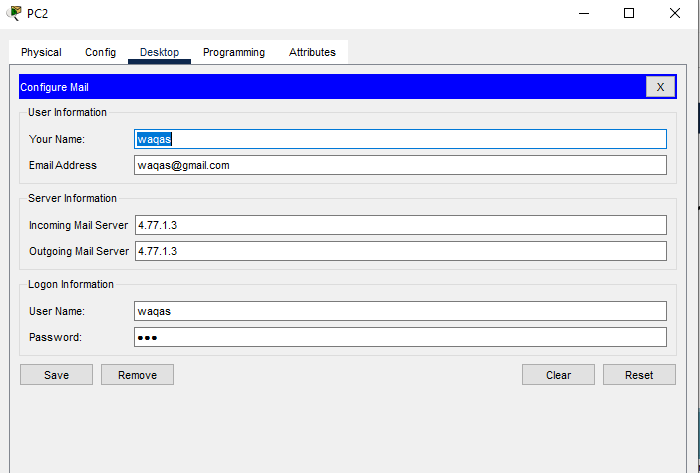 PC2
Physical Config Desktop Programming Attributes
Configure Mail X
User Information
Your Name: waqas
Email Address waqas@gmail.com
Server Information
Incoming Mail Server 4.77.1.3
Outgoing Mail Server 4.77.1.3
Logon Information
User Name: waqas
Password: ●●●
Save Remove Clear Reset